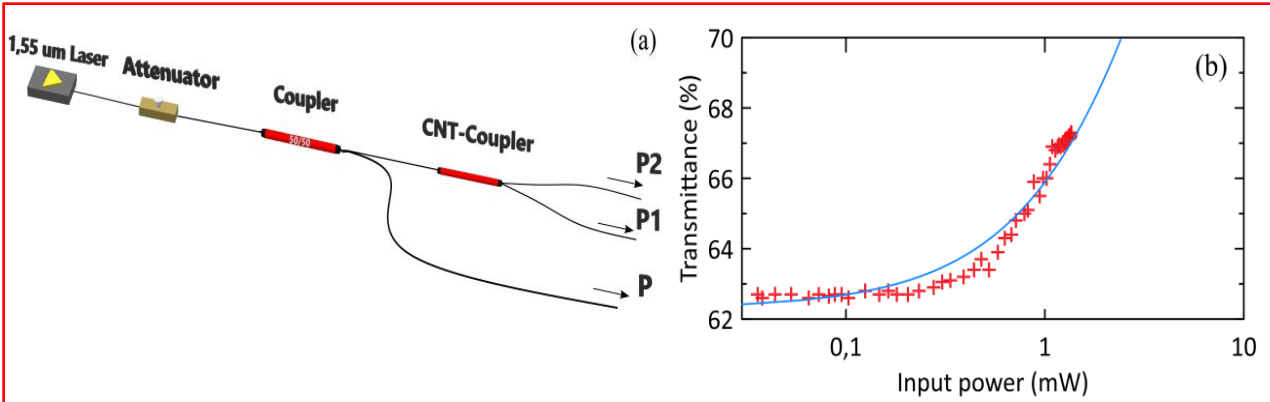 (a)
1,55 um Laser
Attenuator
Coupler
50/50
CNT-Coupler
P2
P1
P
(b)
Transmittance (%)
70
68
66
64
62
0,1
1
10
Input power (mW)